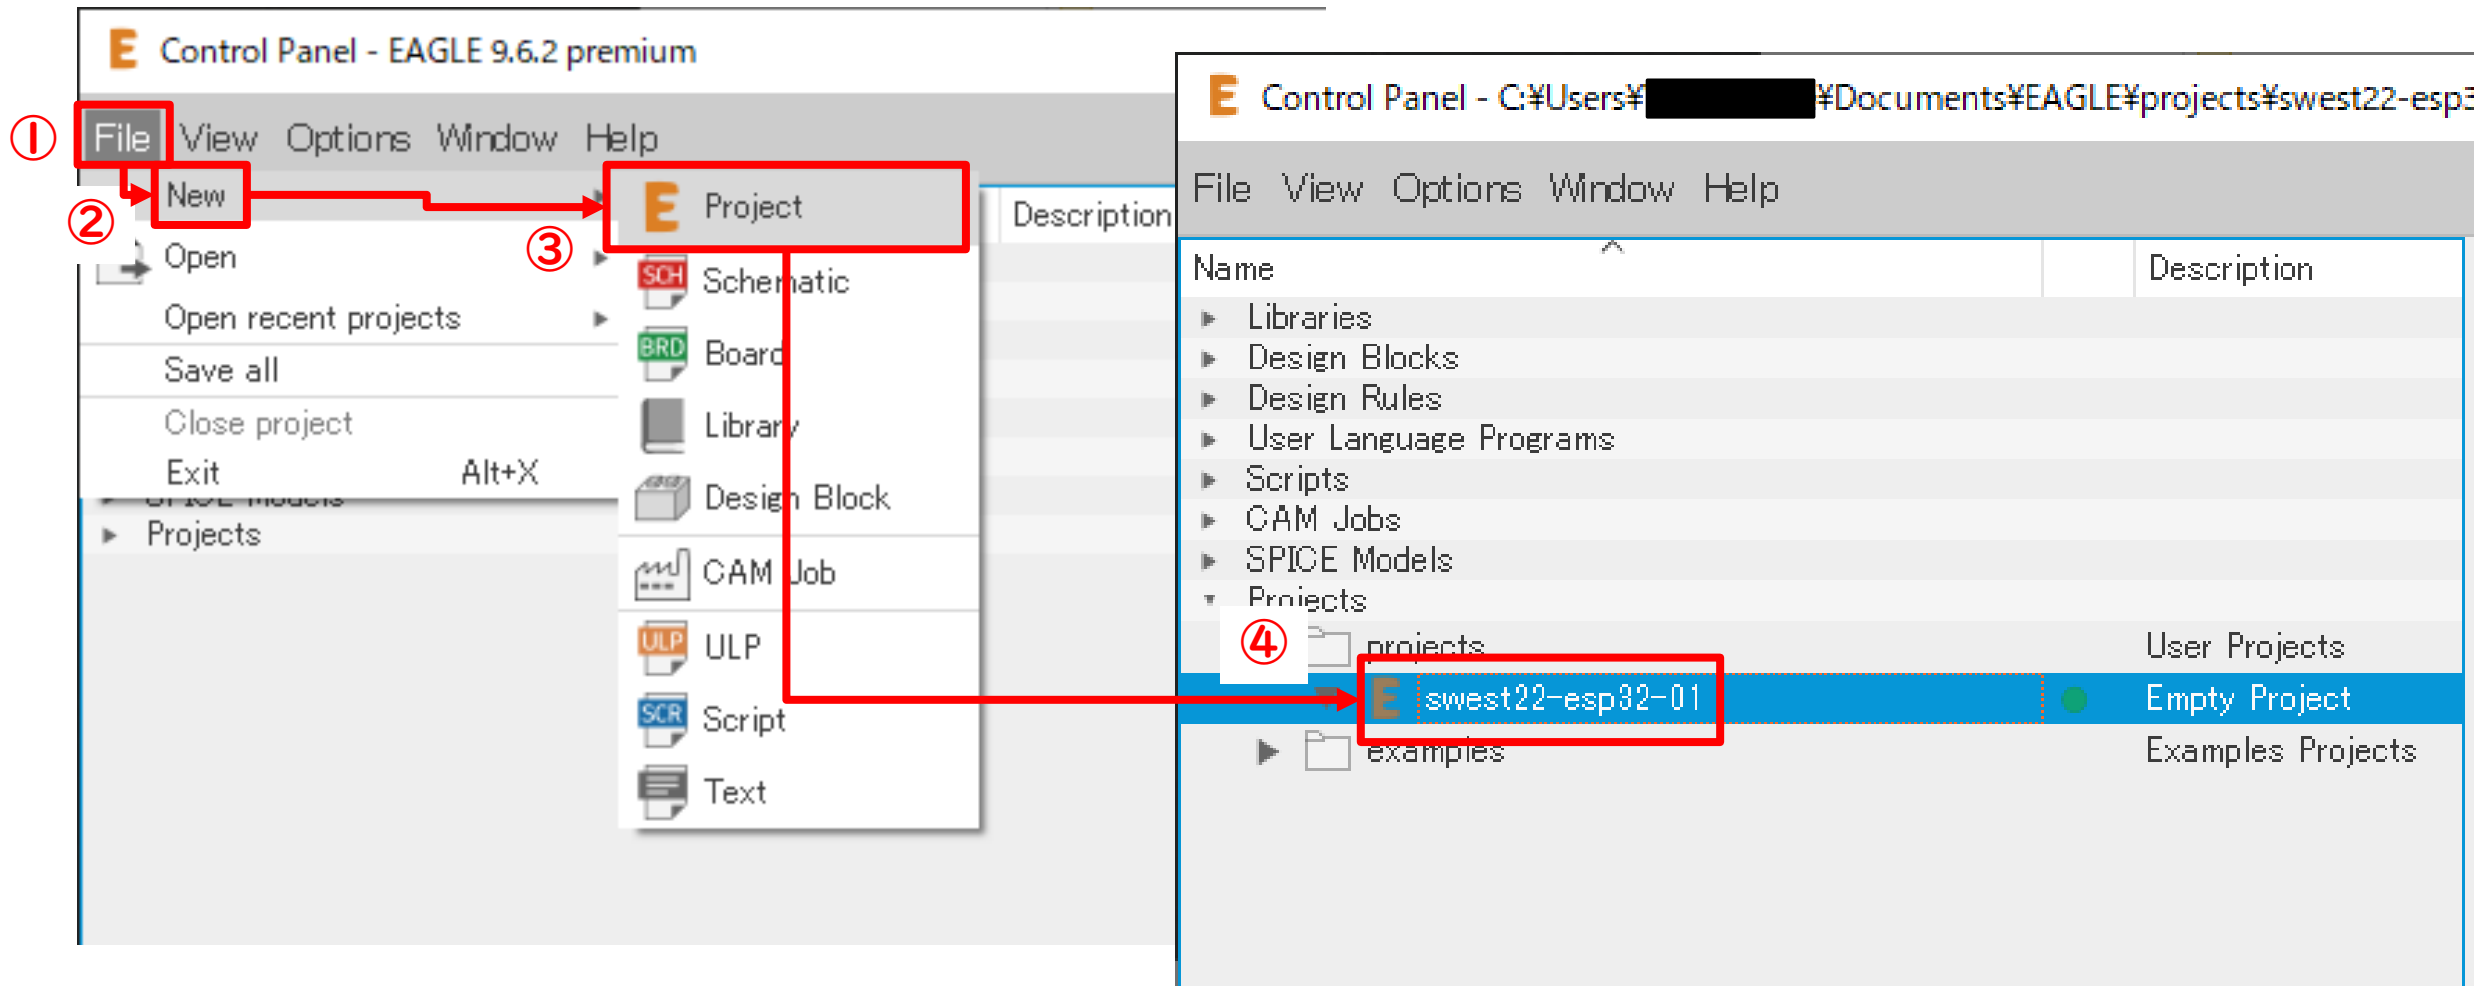 Control Panel - EAGLE 9.6.2 premium
① File View Options Window Help
② New
③ Project
Description
Open
Open recent projects
Save all
Close project
Exit Alt+X
SPICE Models
Projects
Schematic
Board
Library
Design Block
CAM Job
ULP
Script
Text
Control Panel - C:¥Users¥ ¥Documents¥EAGLE¥projects¥swest22-esp3
File View Options Window Help
Name Description
Libraries
Design Blocks
Design Rules
User Language Programs
Scripts
CAM Jobs
SPICE Models
Projects
④ projects User Projects
swest22-esp32-01 Empty Project
examples Examples Projects